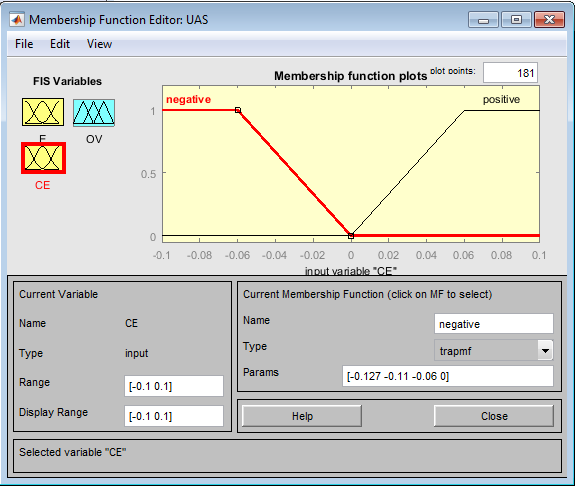 Membership Function Editor: UAS
File Edit View
FIS Variables
E
OV
CE
Membership function plots
plot points:
181
negative
positive
1
0.5
0
-0.1 -0.08 -0.06 -0.04 -0.02 0 0.02 0.04 0.06 0.08 0.1
input variable "CE"
Current Variable
Name CE
Type input
Range [-0.1 0.1]
Display Range [-0.1 0.1]
Current Membership Function (click on MF to select)
Name negative
Type trapmf
Params [-0.127 -0.11 -0.06 0]
Help Close
Selected variable "CE"